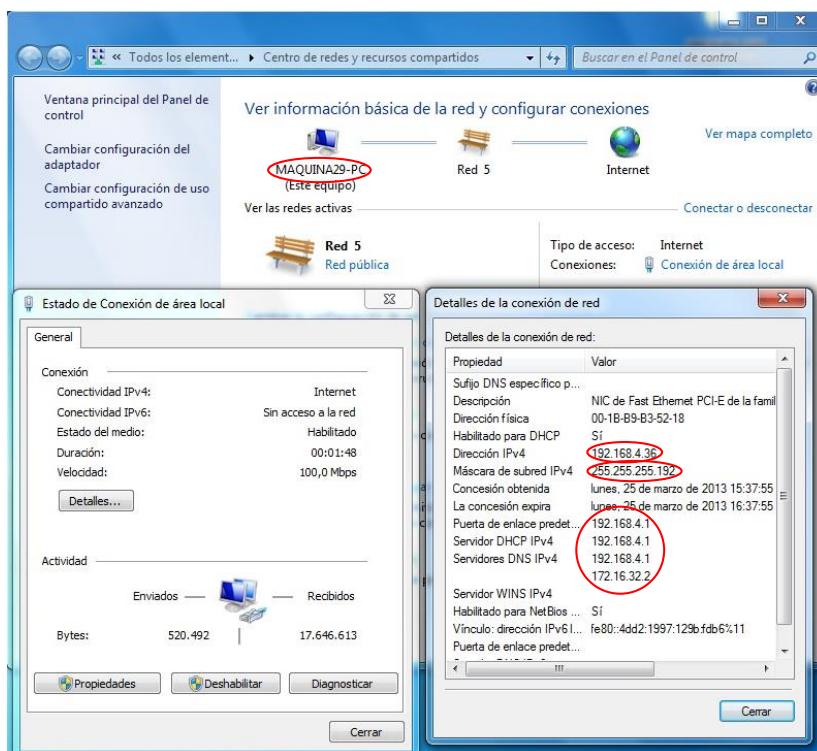 « Todos los element... ▸ Centro de redes y recursos compartidos
Buscar en el Panel de control
Ventana principal del Panel de
control
Cambiar configuración del
adaptador
Cambiar configuración de uso
compartido avanzado
Ver información básica de la red y configurar conexiones
Ver mapa completo
MAQUINA29-PC
(Este equipo)
Red 5
Internet
Ver las redes activas
Conectar o desconectar
Red 5
Red pública
Tipo de acceso: Internet
Conexiones: Conexión de área local
Estado de Conexión de área local
General
Conexión
Conectividad IPv4: Internet
Conectividad IPv6: Sin acceso a la red
Estado del medio: Habilitado
Duración: 00:01:48
Velocidad: 100,0 Mbps
Detalles...
Actividad
Enviados — Recibidos
Bytes: 520.492 17.646.613
Propiedades Deshabilitar Diagnosticar
Cerrar
Detalles de la conexión de red
Detalles de la conexión de red:
Propiedad Valor
Sufijo DNS específico p...
Descripción NIC de Fast Ethernet PCI-E de la famil
Dirección física 00-1B-B9-B3-52-18
Habilitado para DHCP Sí
Dirección IPv4 192.168.4.36
Máscara de subred IPv4 255.255.255.192
Concesión obtenida lunes, 25 de marzo de 2013 15:37:55
La concesión expira lunes, 25 de marzo de 2013 16:37:55
Puerta de enlace predet... 192.168.4.1
Servidor DHCP IPv4 192.168.4.1
Servidores DNS IPv4 192.168.4.1
172.16.32.2
Servidor WINS IPv4
Habilitado para NetBios ... Sí
Vínculo: dirección IPv6 l... fe80::4dd2:1997:129b:fdb6%11
Puerta de enlace predet...
Cerrar